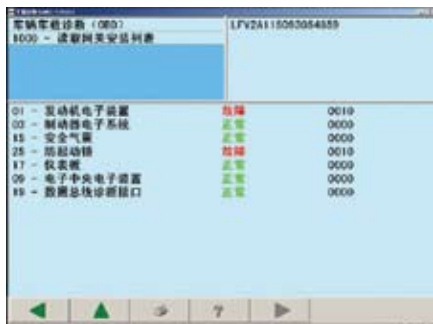 车辆车载诊断（OBD）
8000 - 读取网关安装列表
LFV2A11G
01 - 发动机电子装置 故障 0010
03 - 制动器电子系统 正常 0000
15 - 安全气囊 正常 0000
25 - 防起动锁 故障 0010
17 - 仪表板 正常 0000
09 - 电子中央电子装置 正常 0000
19 - 数据总线诊断接口 正常 0000
?